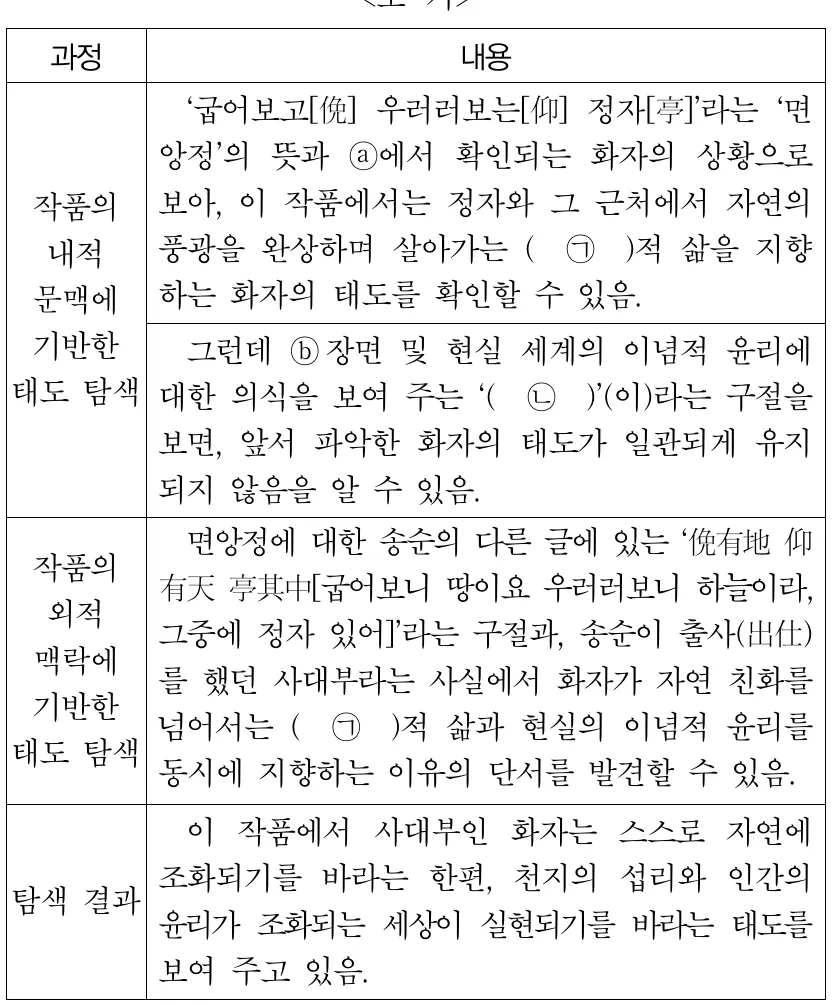 <보 기>
과정
내용
작품의
내적
문맥에
기반한
태도 탐색
‘굽어보고[俛] 우러러보는[仰] 정자[亭]’라는 ‘면
앙정’의 뜻과 ⓐ에서 확인되는 화자의 상황으로
보아, 이 작품에서는 정자와 그 근처에서 자연의
풍광을 완상하며 살아가는 ( ㉠ )적 삶을 지향
하는 화자의 태도를 확인할 수 있음.
그런데 ⓑ장면 및 현실 세계의 이념적 윤리에
대한 의식을 보여 주는 ‘( ㉡ )’(이)라는 구절을
보면, 앞서 파악한 화자의 태도가 일관되게 유지
되지 않음을 알 수 있음.
작품의
외적
맥락에
기반한
태도 탐색
면앙정에 대한 송순의 다른 글에 있는 ‘俛有地 仰
有天 亭其中[굽어보니 땅이요 우러러보니 하늘이라,
그중에 정자 있어]’라는 구절과, 송순이 출사(出仕)
를 했던 사대부라는 사실에서 화자가 자연 친화를
넘어서는 ( ㉠ )적 삶과 현실의 이념적 윤리를
동시에 지향하는 이유의 단서를 발견할 수 있음.
탐색 결과
이 작품에서 사대부인 화자는 스스로 자연에
조화되기를 바라는 한편, 천지의 섭리와 인간의
윤리가 조화되는 세상이 실현되기를 바라는 태도를
보여 주고 있음.